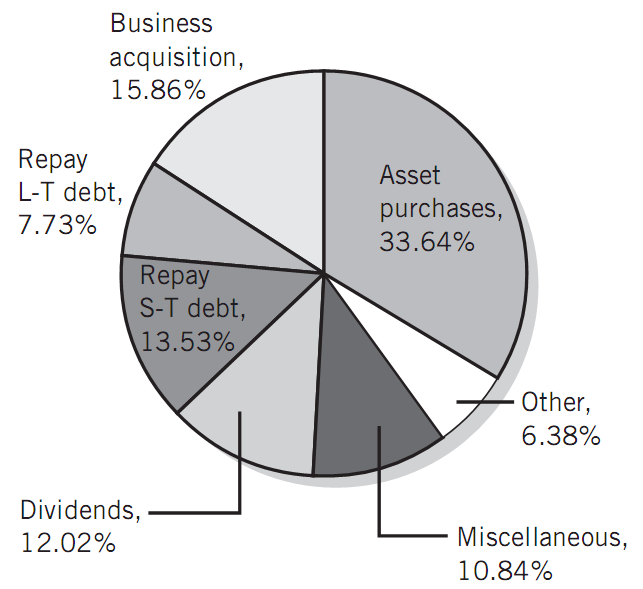 Business
acquisition,
15.86%
Repay
L-T debt,
7.73%
Asset
purchases,
33.64%
Repay
S-T debt,
13.53%
Other,
6.38%
Dividends,
12.02%
Miscellaneous,
10.84%